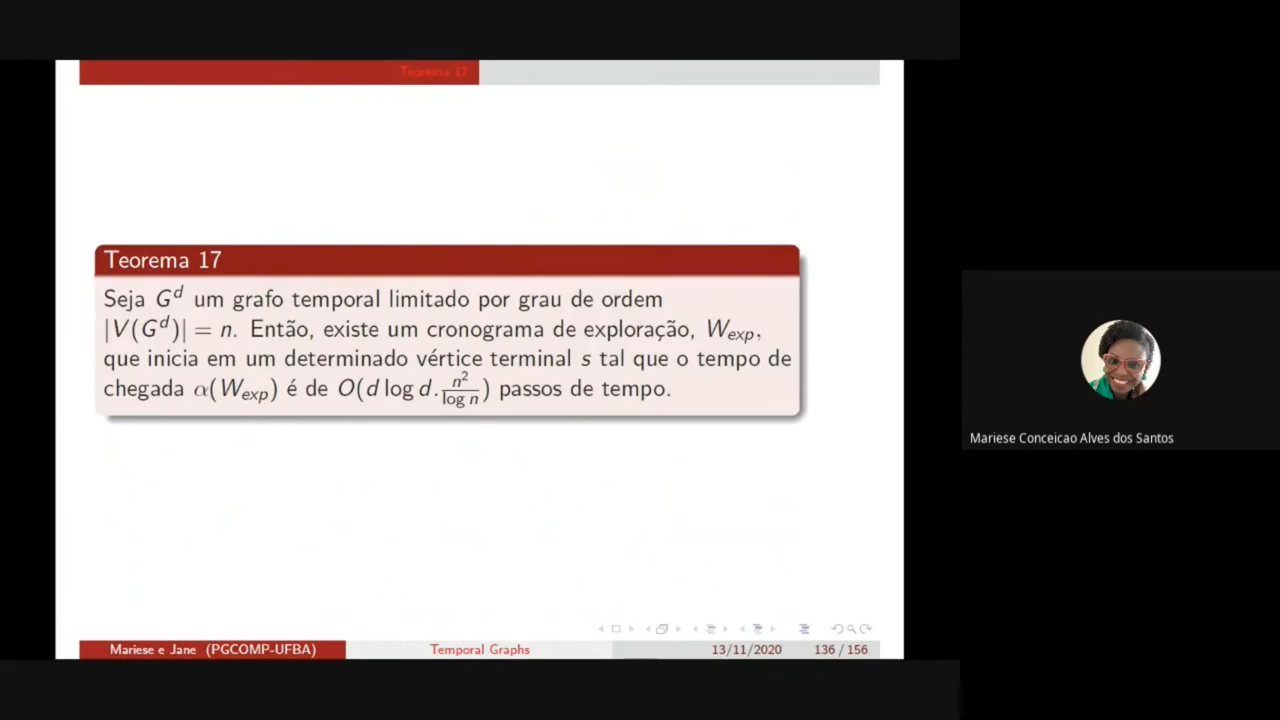 Teorema 17
Teorema 17
Seja G^d um grafo temporal limitado por grau de ordem
|V(G^d)| = n. Então, existe um cronograma de exploração, W_exp,
que inicia em um determinado vértice terminal s tal que o tempo de
chegada α(W_exp) é de O(d log d. n^2/log n) passos de tempo.
Mariese Conceicao Alves dos Santos
Mariese e Jane (PGCOMP-UFBA) Temporal Graphs 13/11/2020 136 / 156